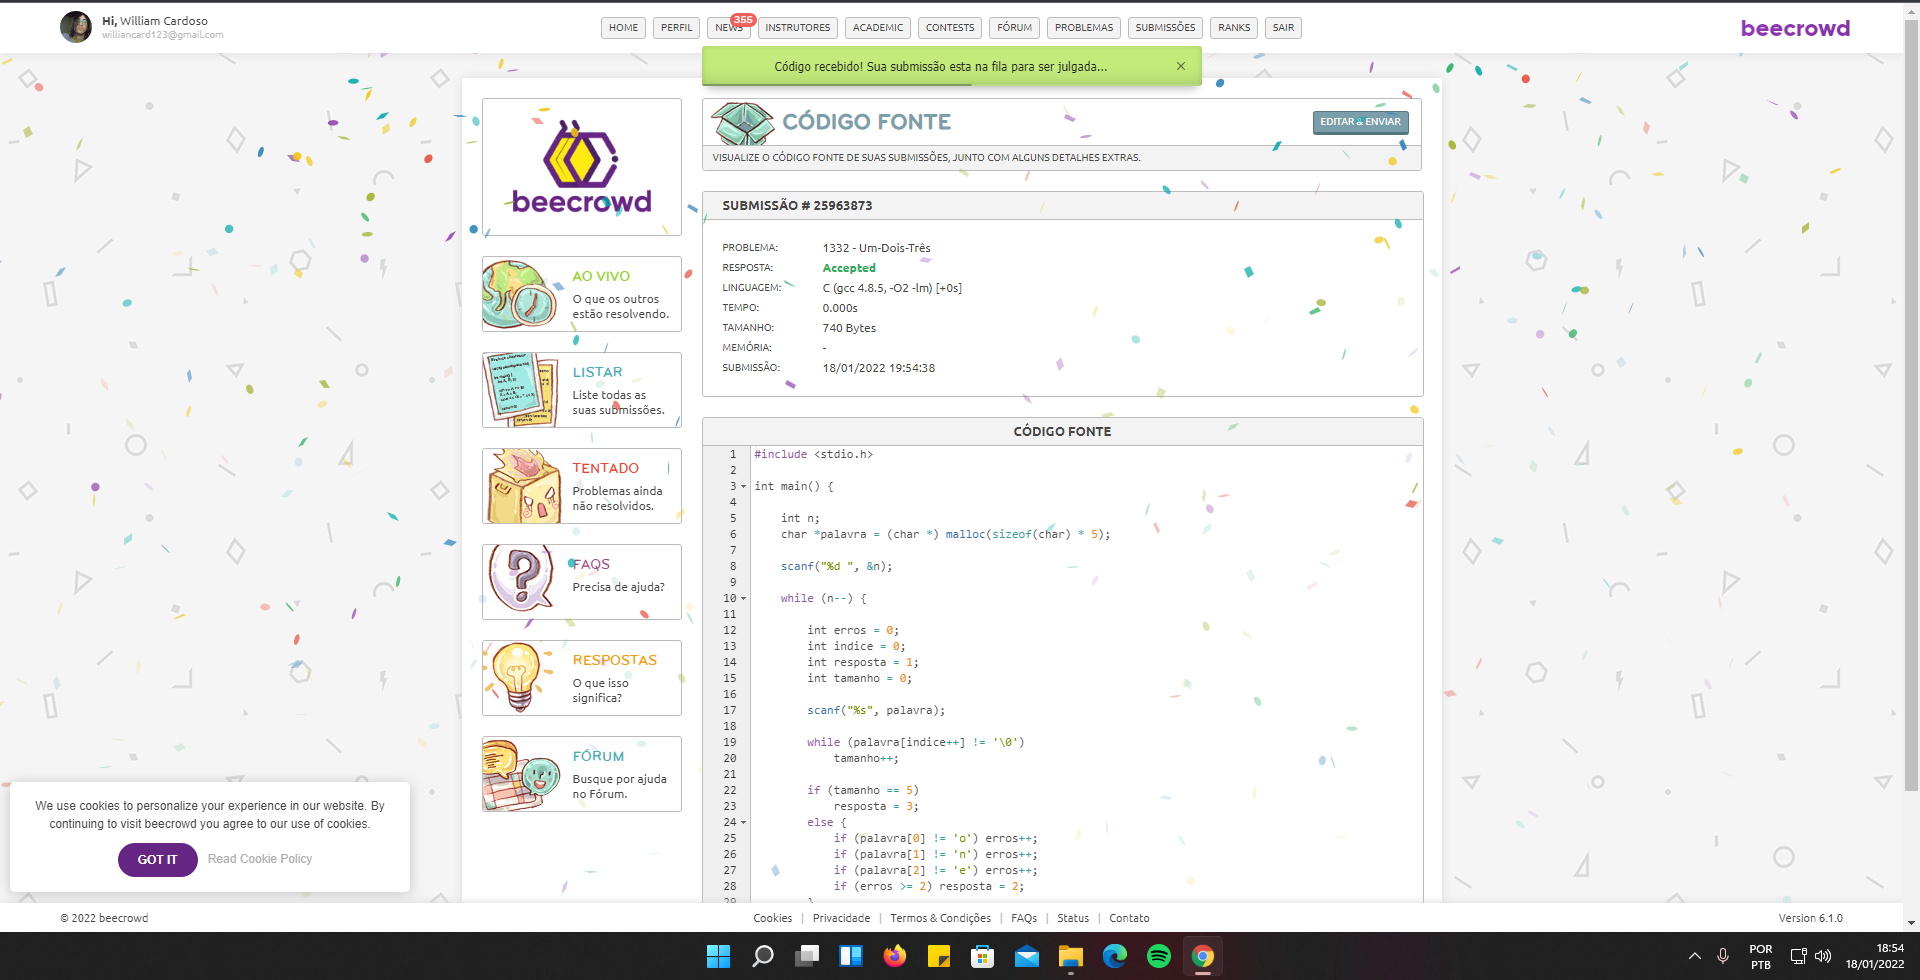 Hi, William Cardoso
williancard123@gmail.com
HOME
PERFIL
NEWS
355
INSTRUTORES
ACADEMIC
CONTESTS
FÓRUM
PROBLEMAS
SUBMISSÕES
RANKS
SAIR
beecrowd
Código recebido! Sua submissão esta na fila para ser julgada...
×
beecrowd
AO VIVO
O que os outros
estão resolvendo.
LISTAR
Liste todas as
suas submissões.
TENTADO
Problemas ainda
não resolvidos.
FAQS
Precisa de ajuda?
RESPOSTAS
O que isso
significa?
FÓRUM
Busque por ajuda
no Fórum.
CÓDIGO FONTE
EDITAR & ENVIAR
VISUALIZE O CÓDIGO FONTE DE SUAS SUBMISSÕES, JUNTO COM ALGUNS DETALHES EXTRAS.
SUBMISSÃO # 25963873
PROBLEMA: 1332 - Um-Dois-Três
RESPOSTA: Accepted
LINGUAGEM: C (gcc 4.8.5, -O2 -lm) [+0s]
TEMPO: 0.000s
TAMANHO: 740 Bytes
MEMÓRIA: -
SUBMISSÃO: 18/01/2022 19:54:38
CÓDIGO FONTE
1 #include <stdio.h>
2
3 int main() {
4
5 int n;
6 char *palavra = (char *) malloc(sizeof(char) * 5);
7
8 scanf("%d ", &n);
9
10 while (n--) {
11
12 int erros = 0;
13 int indice = 0;
14 int resposta = 1;
15 int tamanho = 0;
16
17 scanf("%s", palavra);
18
19 while (palavra[indice++] != '\0')
20 tamanho++;
21
22 if (tamanho == 5)
23 resposta = 3;
24 else {
25 if (palavra[0] != 'o') erros++;
26 if (palavra[1] != 'n') erros++;
27 if (palavra[2] != 'e') erros++;
28 if (erros >= 2) resposta = 2;
29 }
We use cookies to personalize your experience in our website. By
continuing to visit beecrowd you agree to our use of cookies.
GOT IT
Read Cookie Policy
© 2022 beecrowd
Cookies | Privacidade | Termos & Condições | FAQs | Status | Contato
Version 6.1.0
POR
PTB
18:54
18/01/2022